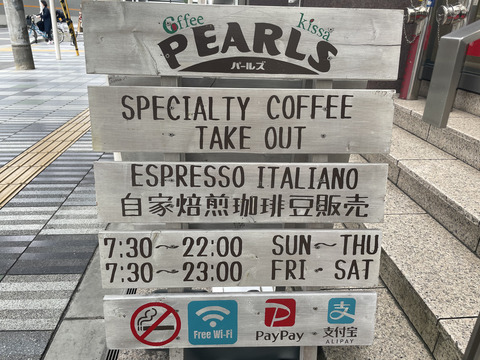 Coffee kissa
PEARLS
パールズ
SPECIALTY COFFEE
TAKE OUT
ESPRESSO ITALIANO
自家焙煎珈琲豆販売
7:30～22:00 SUN～THU
7:30～23:00 FRI・SAT
Free Wi-Fi
PayPay
支
支付宝
ALIPAY